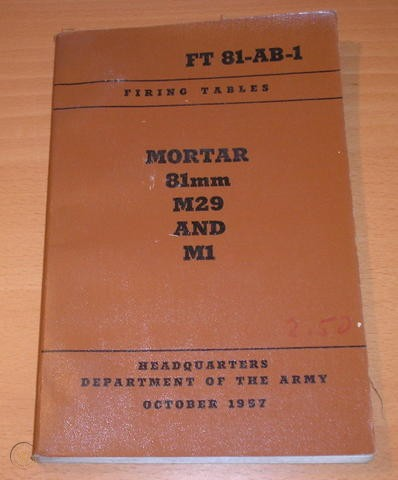 FT 81-AB-1
FIRING TABLES
MORTAR
81mm
M29
AND
M1
2.50
HEADQUARTERS
DEPARTMENT OF THE ARMY
OCTOBER 1957